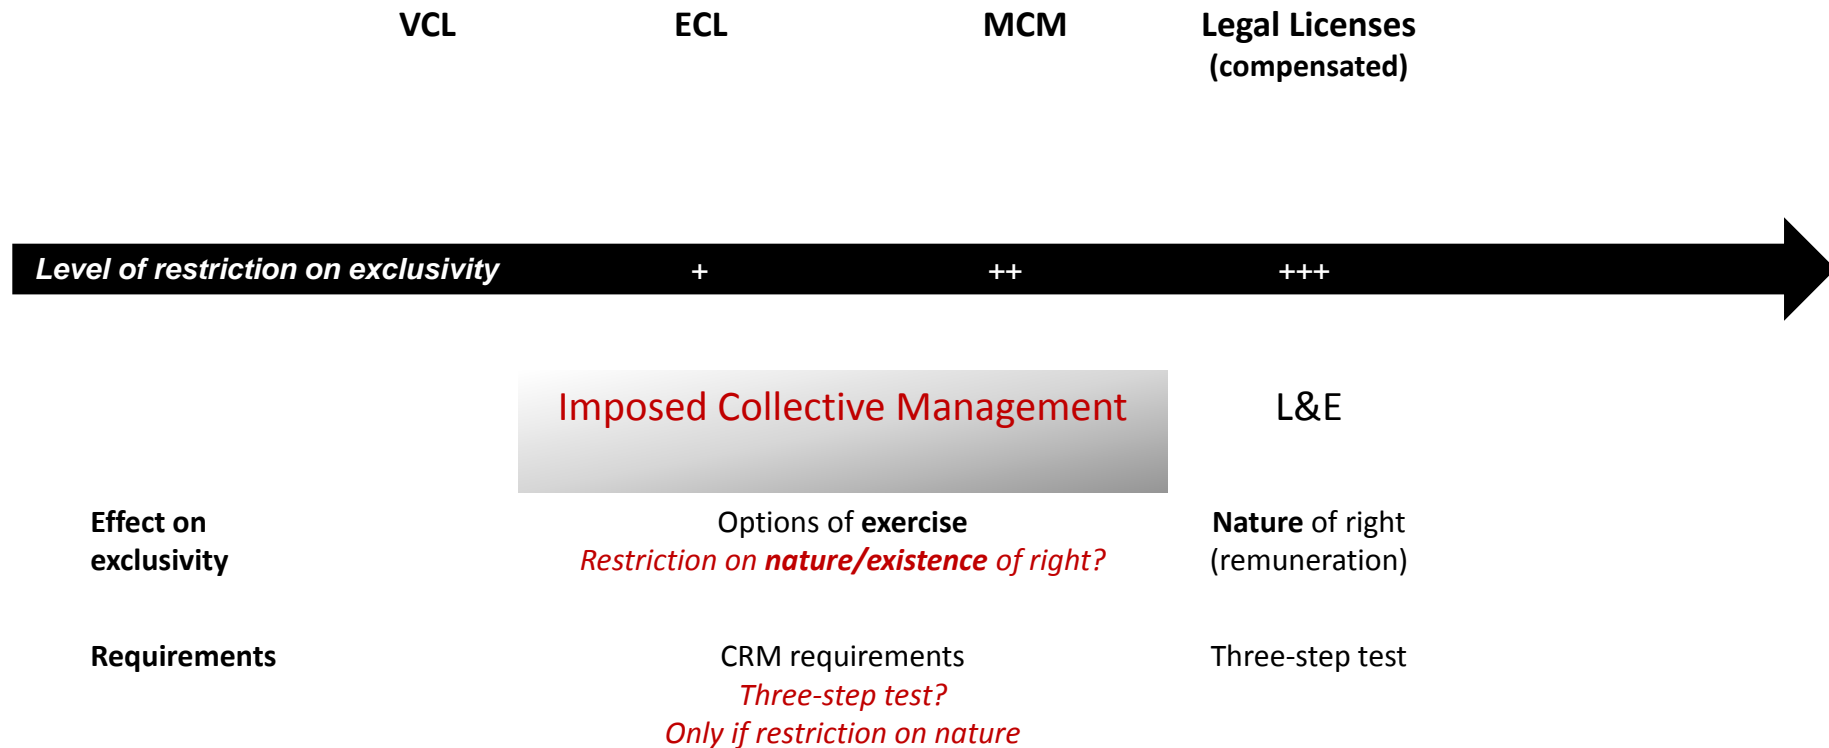 VCL ECL MCM Legal Licenses
(compensated)
Level of restriction on exclusivity + ++ +++
Imposed Collective Management L&E
Effect on exclusivity
Options of exercise
Restriction on nature/existence of right?
Nature of right
(remuneration)
Requirements
CRM requirements
Three-step test?
Only if restriction on nature
Three-step test